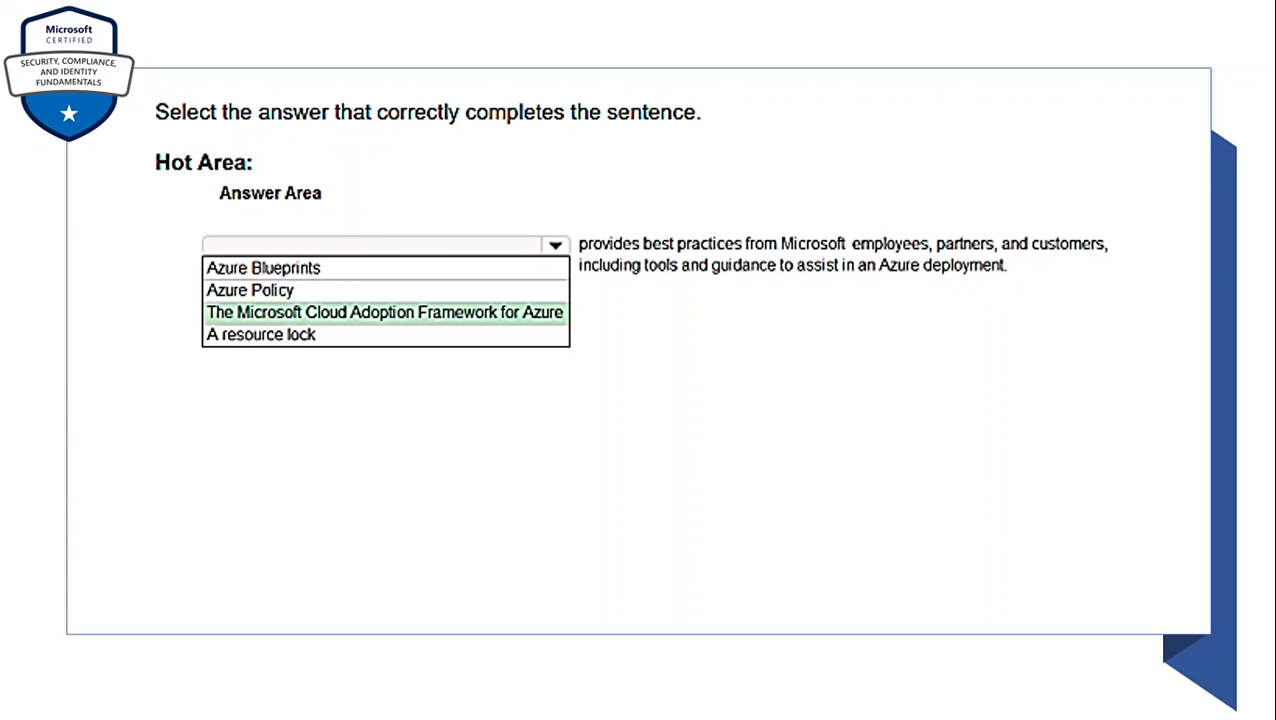 Microsoft
CERTIFIED
SECURITY, COMPLIANCE,
AND IDENTITY
FUNDAMENTALS
Select the answer that correctly completes the sentence.
Hot Area:
Answer Area
provides best practices from Microsoft employees, partners, and customers,
including tools and guidance to assist in an Azure deployment.
Azure Blueprints
Azure Policy
The Microsoft Cloud Adoption Framework for Azure
A resource lock